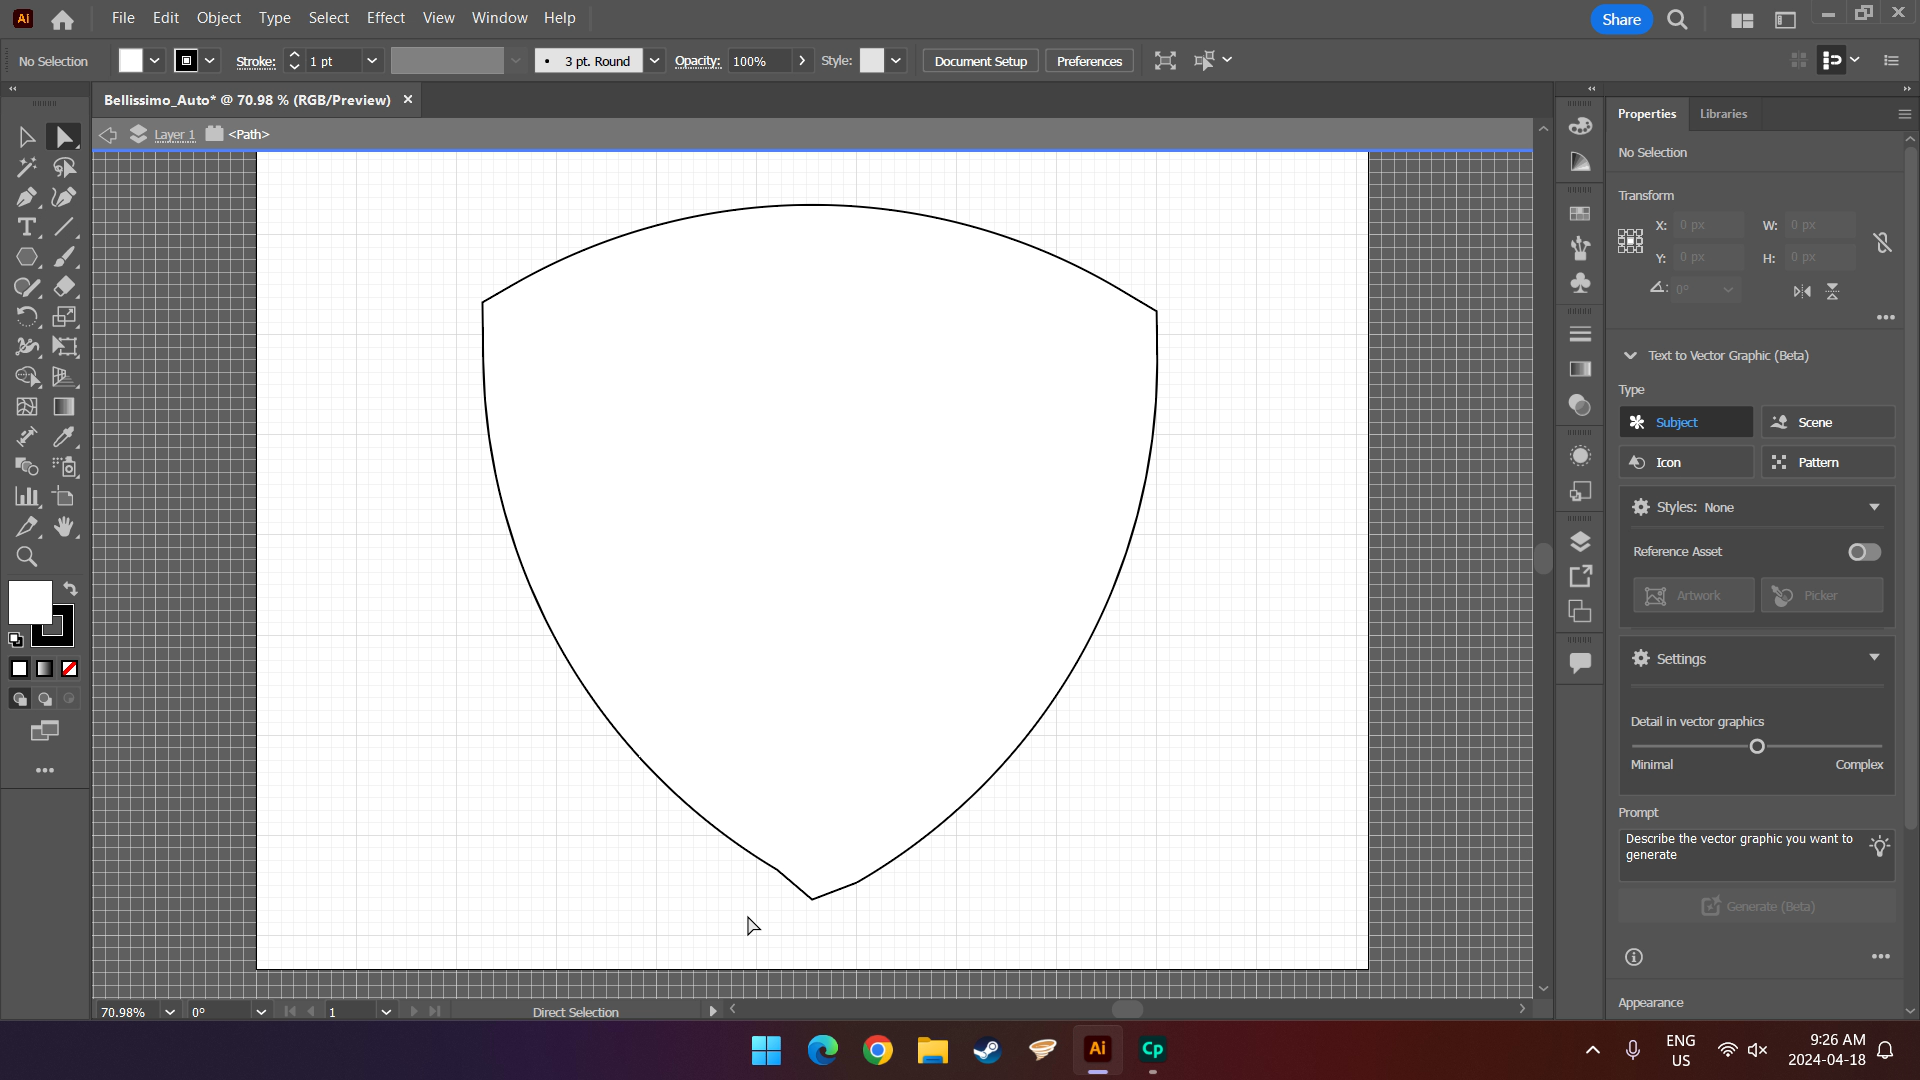 Ai File Edit Object Type Select Effect View Window Help Share
No Selection Stroke: 1 pt 3 pt. Round Opacity: 100% Style: Document Setup Preferences
Bellissimo_Auto* @ 70.98 % (RGB/Preview)
Layer 1 <Path>
Properties Libraries
No Selection
Transform
X: 0 px W: 0 px
Y: 0 px H: 0 px
0°
Text to Vector Graphic (Beta)
Type
Subject Scene
Icon Pattern
Styles: None
Reference Asset
Artwork Picker
Settings
Detail in vector graphics
Minimal Complex
Prompt
Describe the vector graphic you want to
generate
Generate (Beta)
Appearance
70.98% 0° 1 Direct Selection
Ai Cp
ENG
US
9:26 AM
2024-04-18